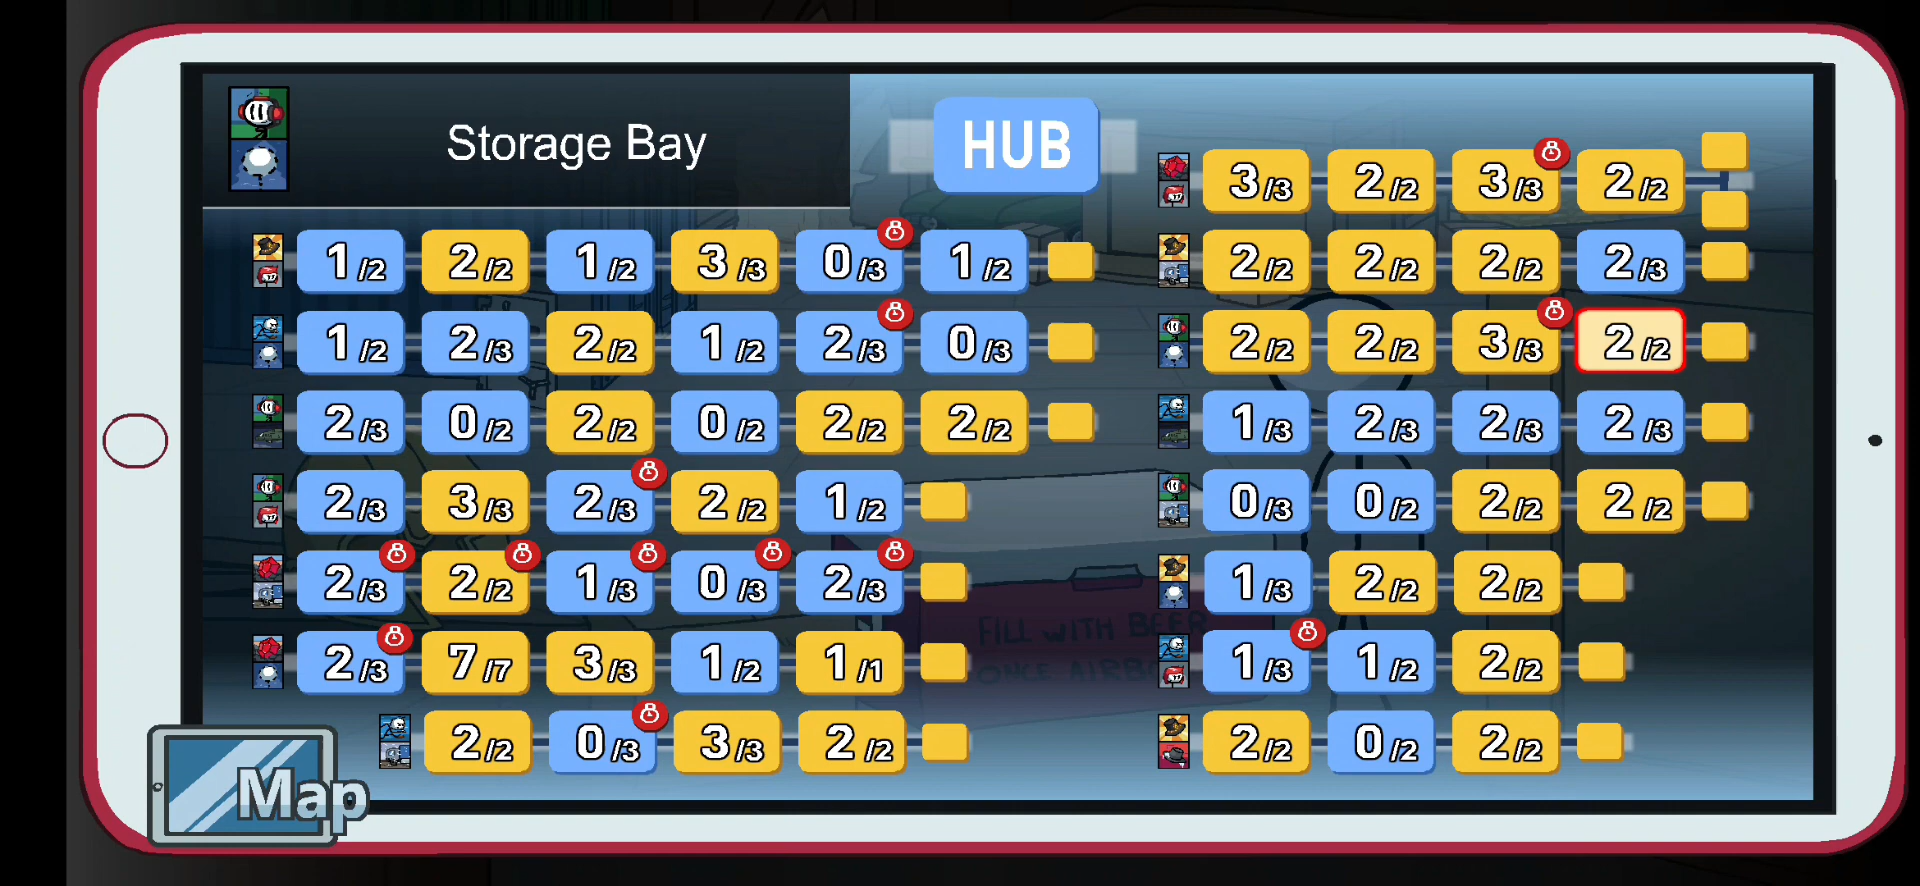 Storage Bay
HUB
3/3 2/2 3/3 2/2
1/2 2/2 1/2 3/3 0/3 1/2
2/2 2/2 2/2 2/3
1/2 2/3 2/2 1/2 2/3 0/3
2/2 2/2 3/3 2/2
2/3 0/2 2/2 0/2 2/2 2/2
1/3 2/3 2/3 2/3
2/3 3/3 2/3 2/2 1/2
0/3 0/2 2/2 2/2
2/3 2/2 1/3 0/3 2/3
1/3 2/2 2/2
FILL WITH BEER
2/3 7/7 3/3 1/2 1/1
1/3 1/2 2/2
ONCE AIRB
2/2 0/3 3/3 2/2
2/2 0/2 2/2
Map